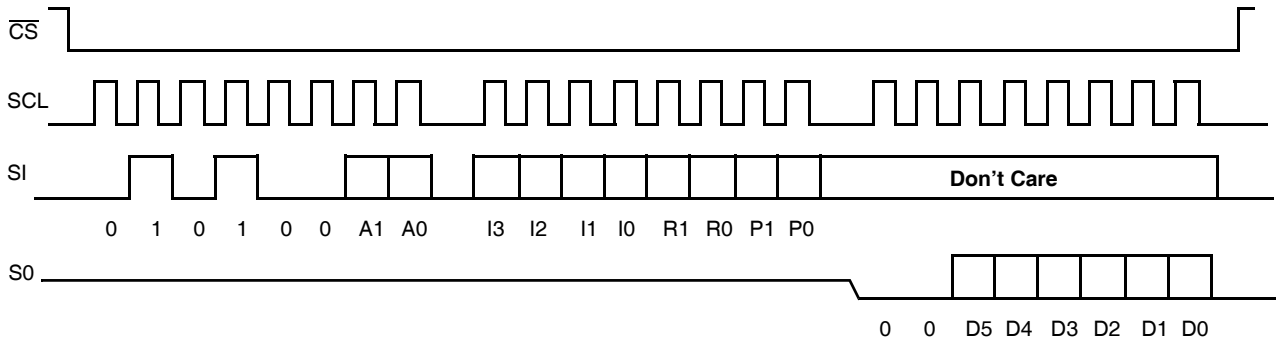 CS
SCL
SI
Don't Care
0 1 0 1 0 0 A1 A0 I3 I2 I1 I0 R1 R0 P1 P0
S0
0 0 D5 D4 D3 D2 D1 D0